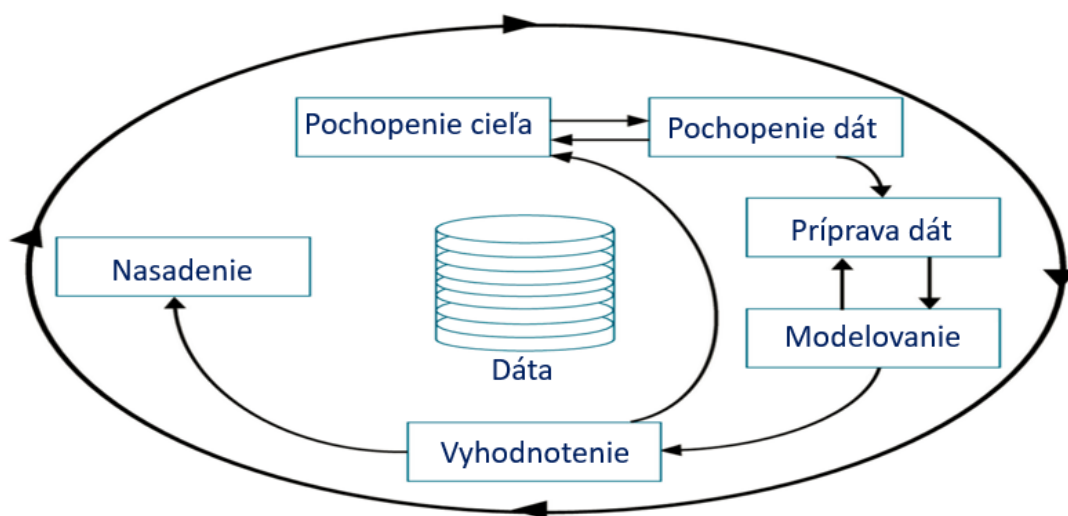 Pochopenie cieľa
Pochopenie dát
Príprava dát
Nasadenie
Modelovanie
Dáta
Vyhodnotenie